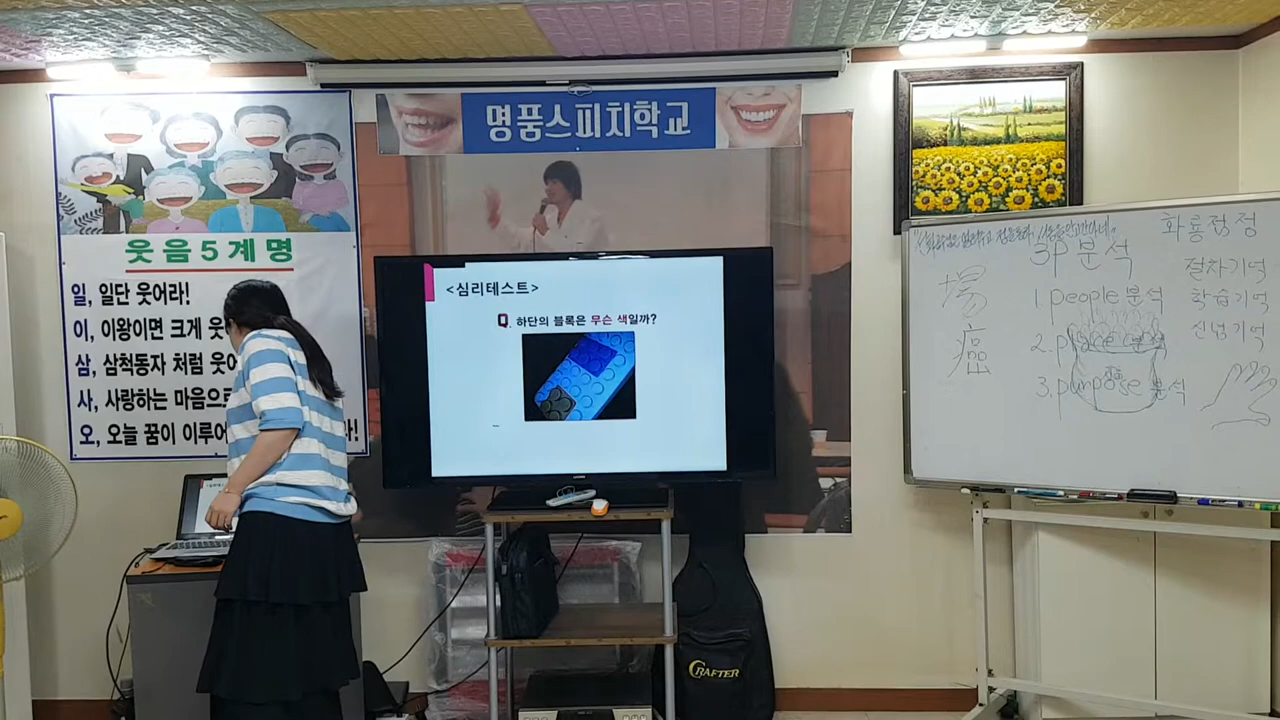 명품스피치학교
웃음5계명
일, 일단 웃어라!
이, 이왕이면 크게
삼, 삼척동자 처럼
사, 사랑하는 마음으로
오, 오늘 꿈이 이루어
<심리테스트>
Q. 하단의 블록은 무슨 색일까?
화룡점정
3P분석
절차기억
1. people 분석
학습기억
신념기억
2. place 분석
3. purpose 분석
場
癌
CRAFTER